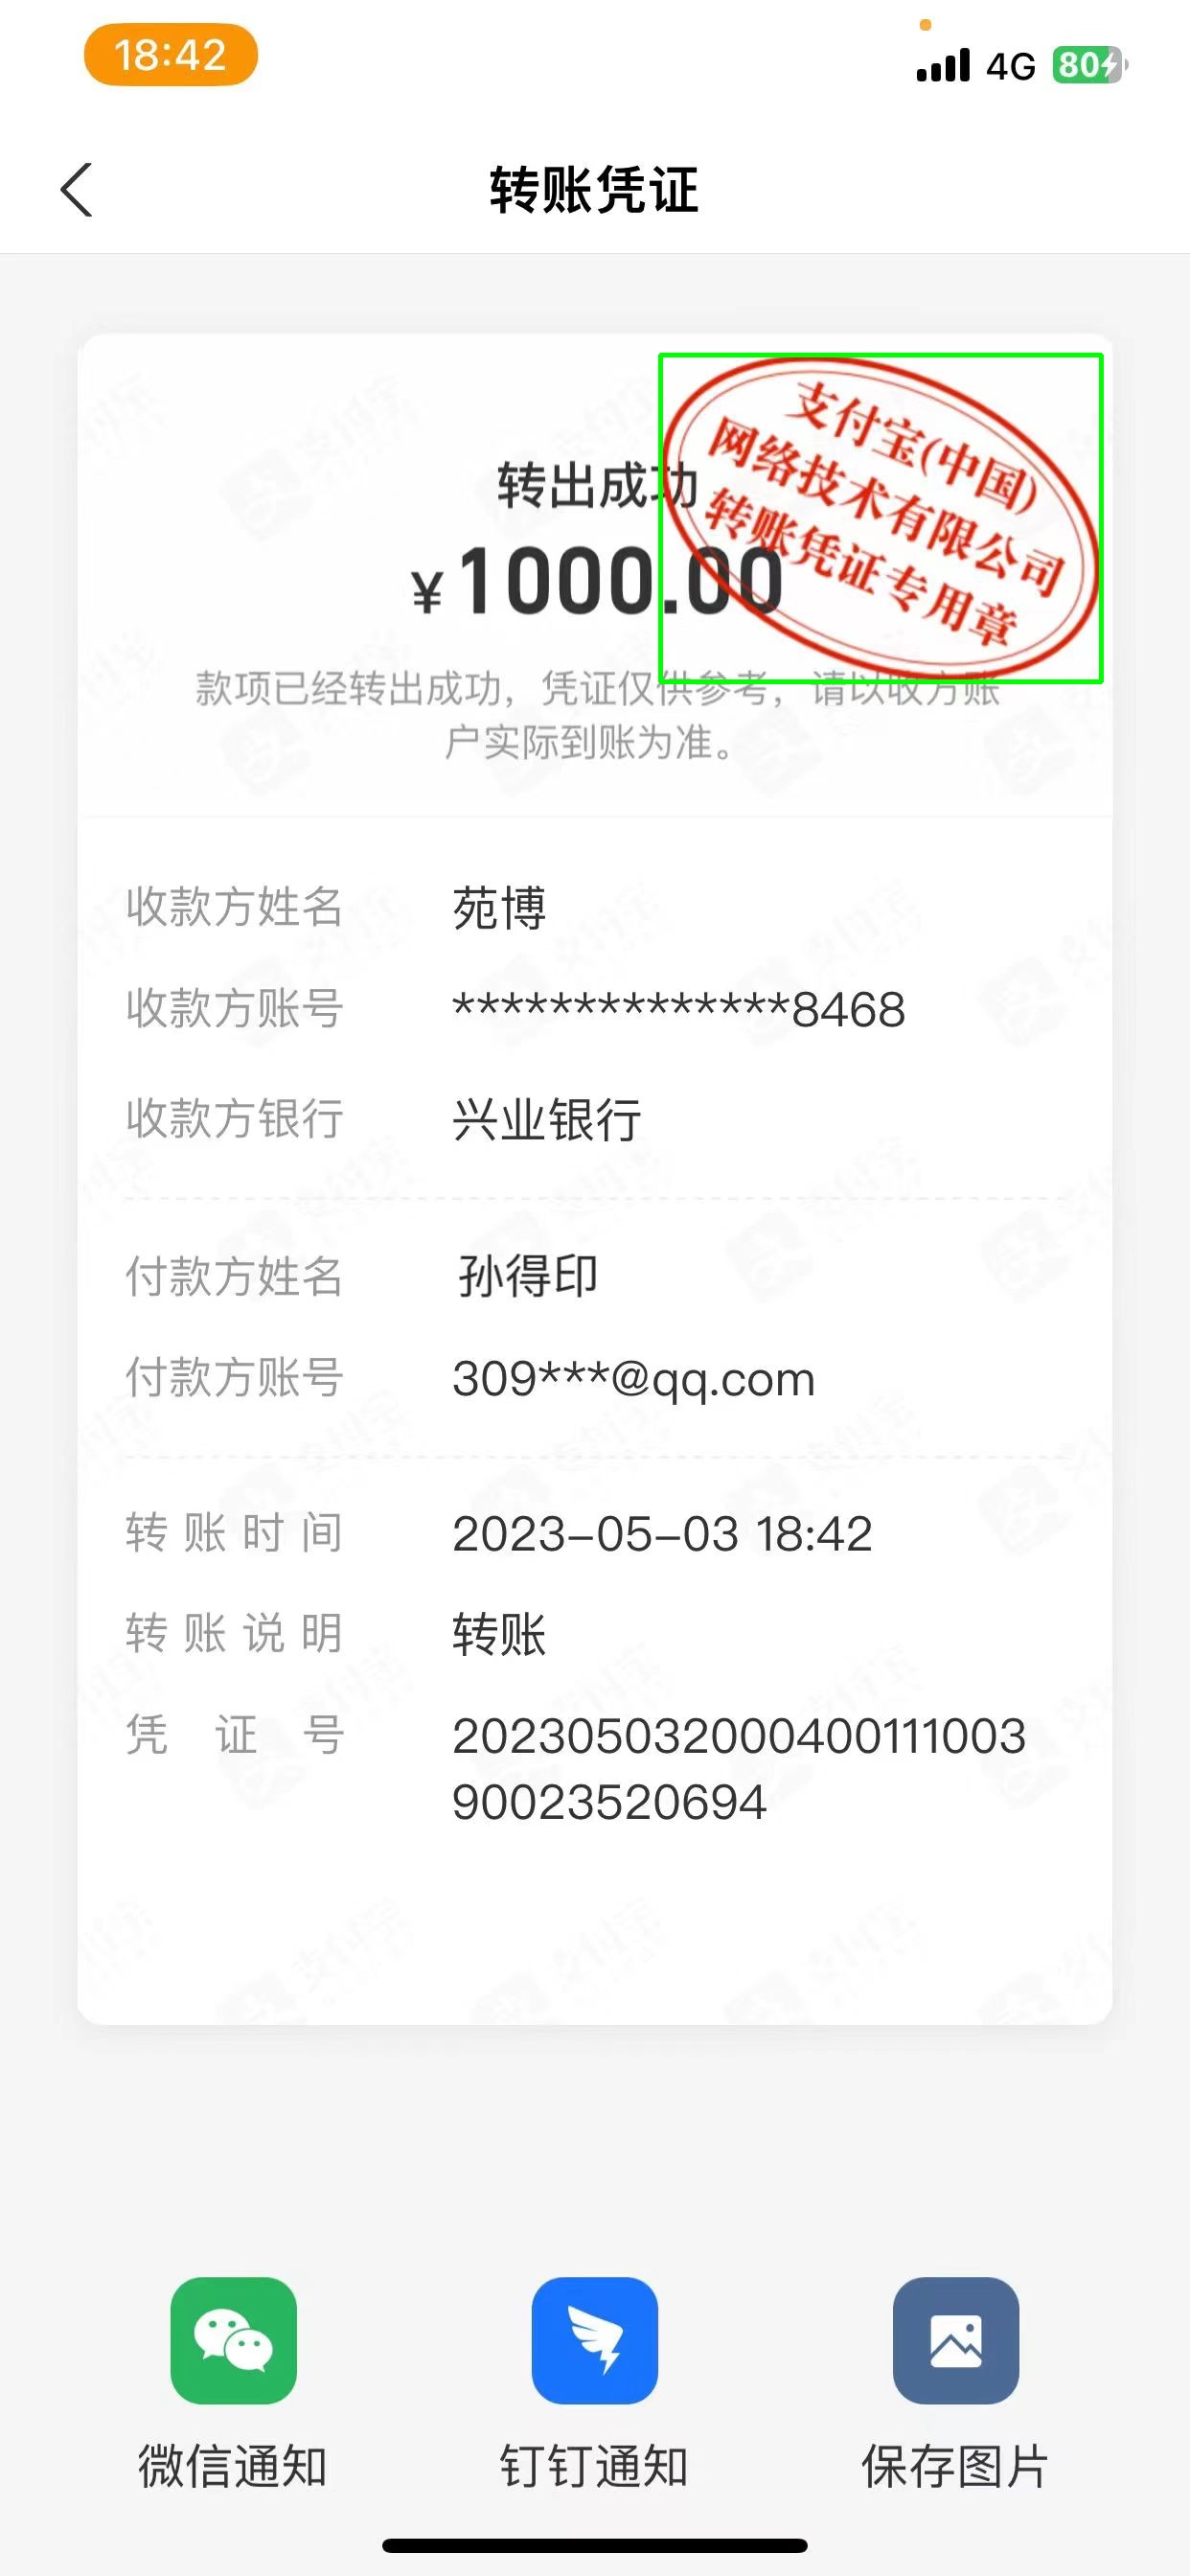 18:42
4G 80
转账凭证
支付宝(中国)
网络技术有限公司
转账凭证专用章
转出成功
¥1000.00
款项已经转出成功，凭证仅供参考，请以收方账
户实际到账为准。
收款方姓名 苑博
收款方账号 **************8468
收款方银行 兴业银行
付款方姓名 孙得印
付款方账号 309***@qq.com
转账时间 2023-05-03 18:42
转账说明 转账
凭证号 202305032000400111003
90023520694
微信通知 钉钉通知 保存图片